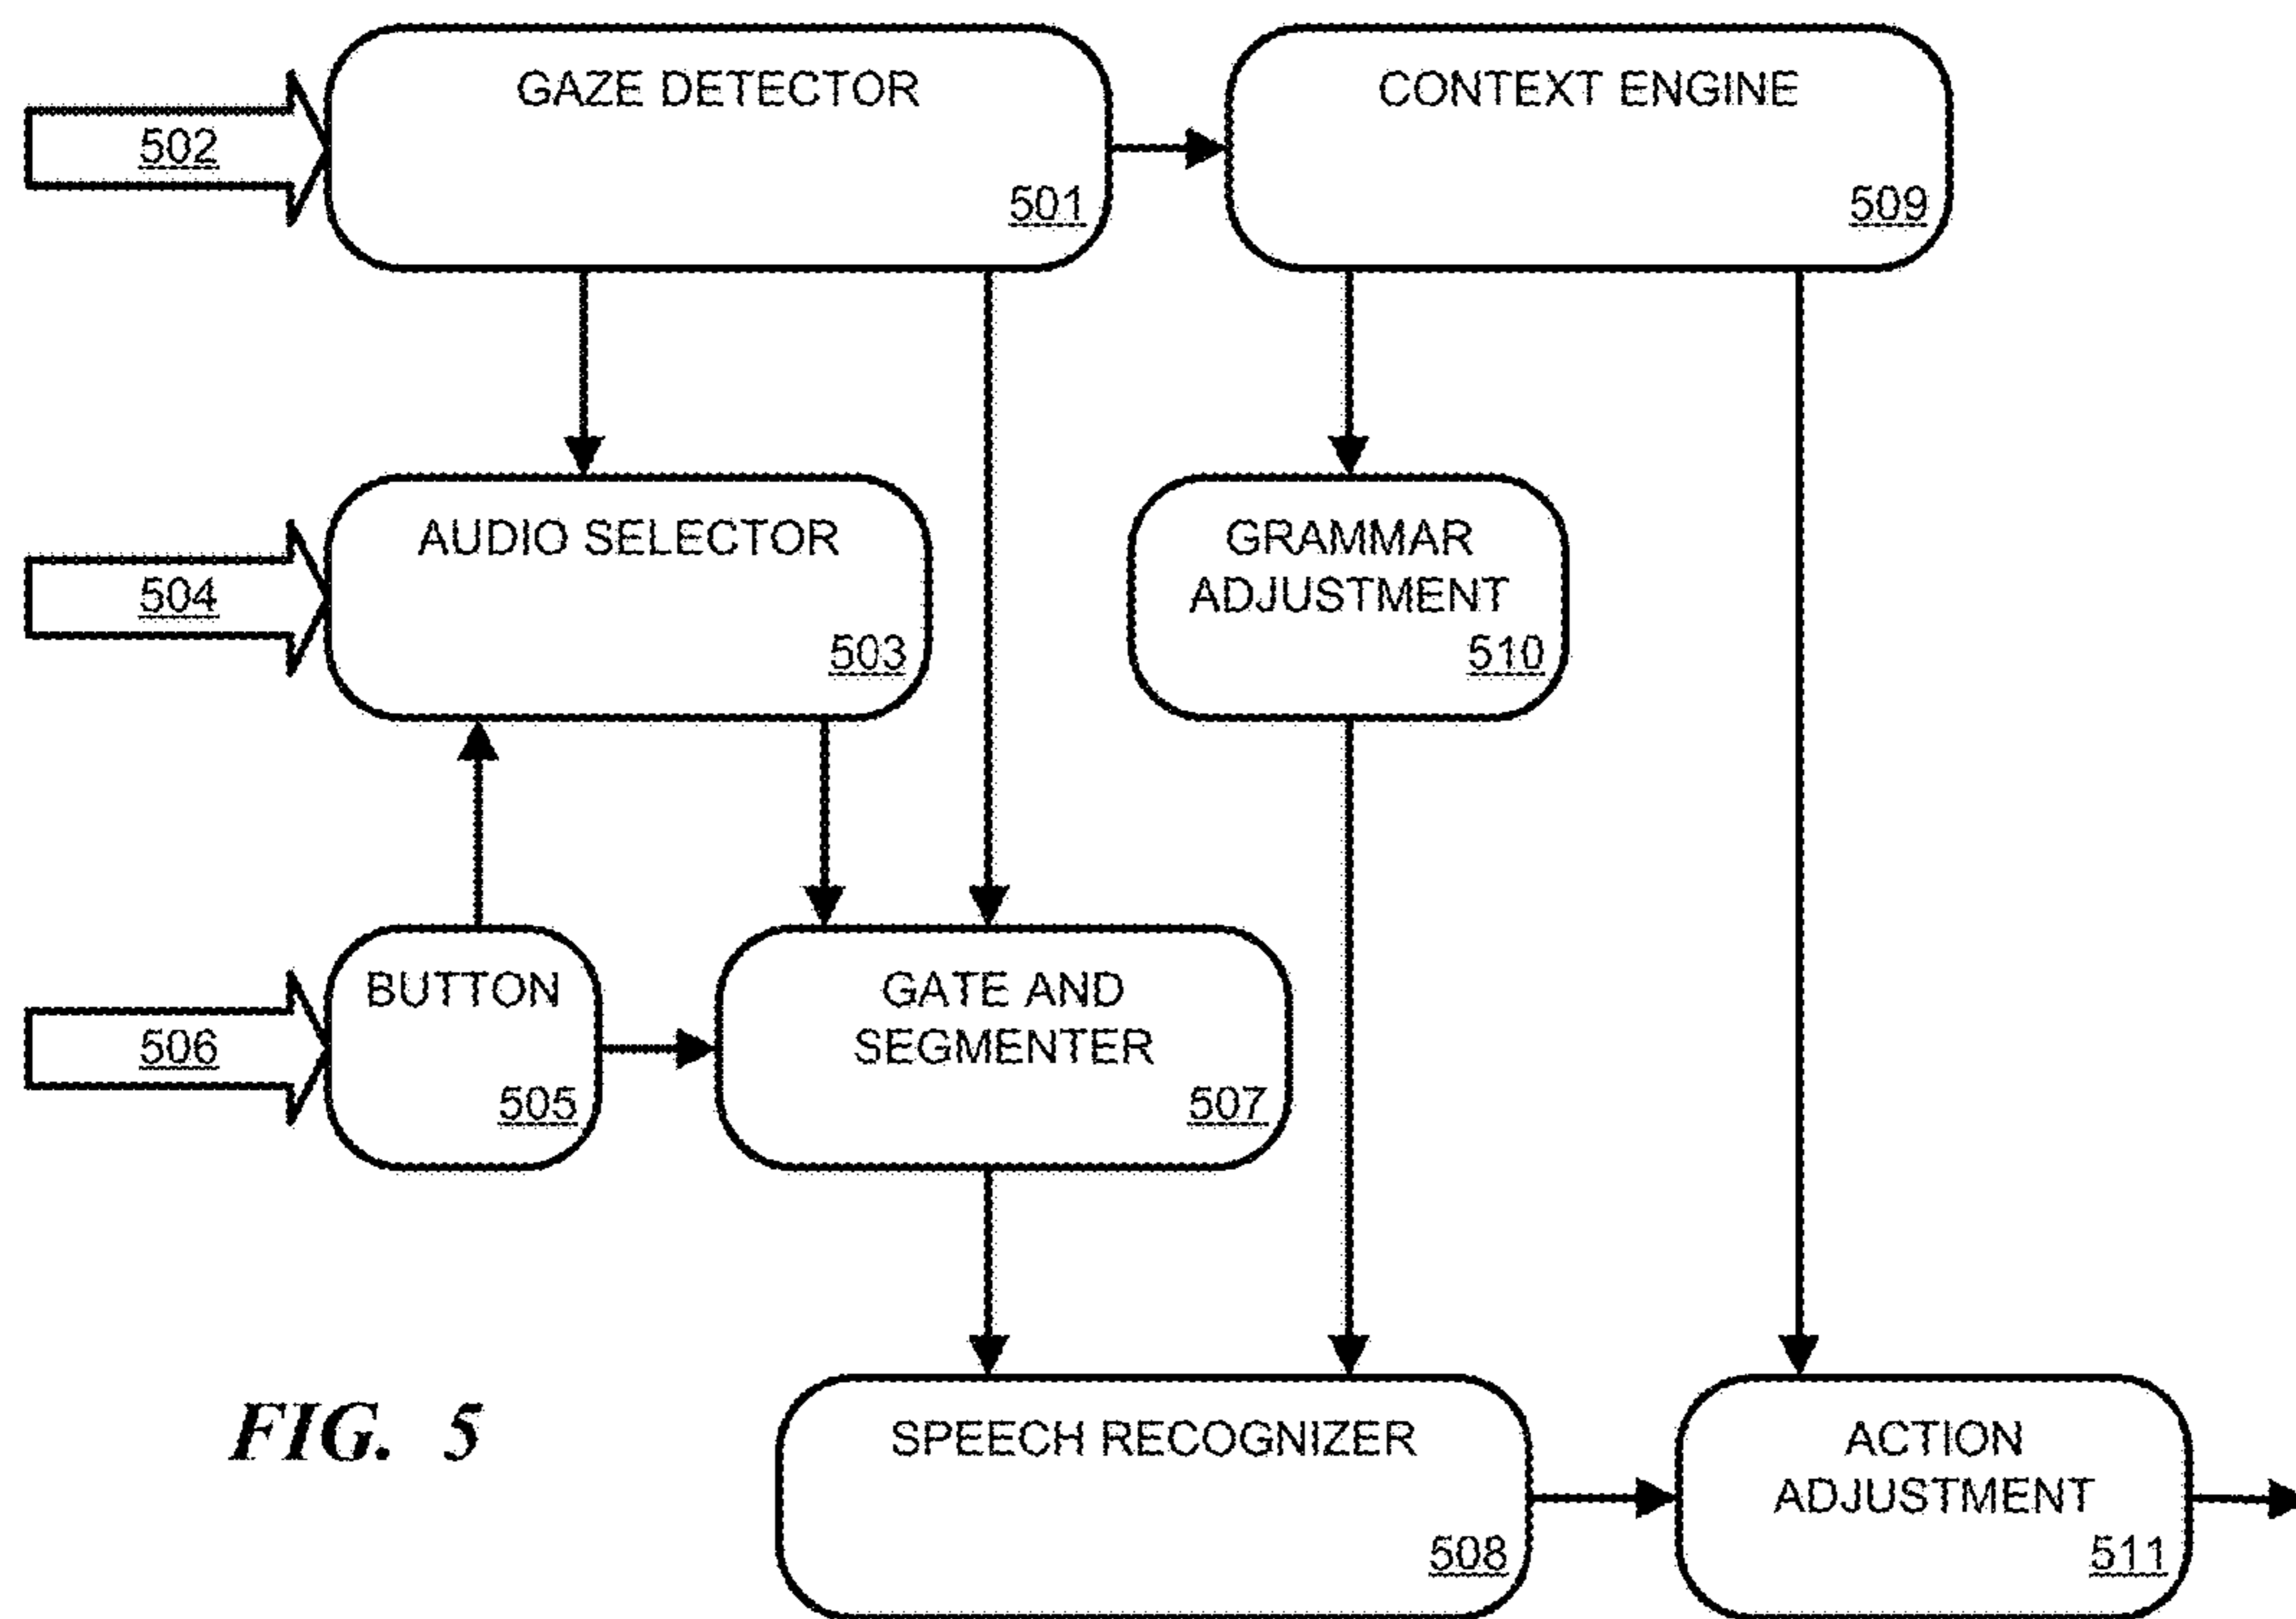 GAZE DETECTOR
502
501
CONTEXT ENGINE
509
AUDIO SELECTOR
504
503
GRAMMAR
ADJUSTMENT
510
BUTTON
506
505
GATE AND
SEGMENTER
507
FIG. 5
SPEECH RECOGNIZER
508
ACTION
ADJUSTMENT
511